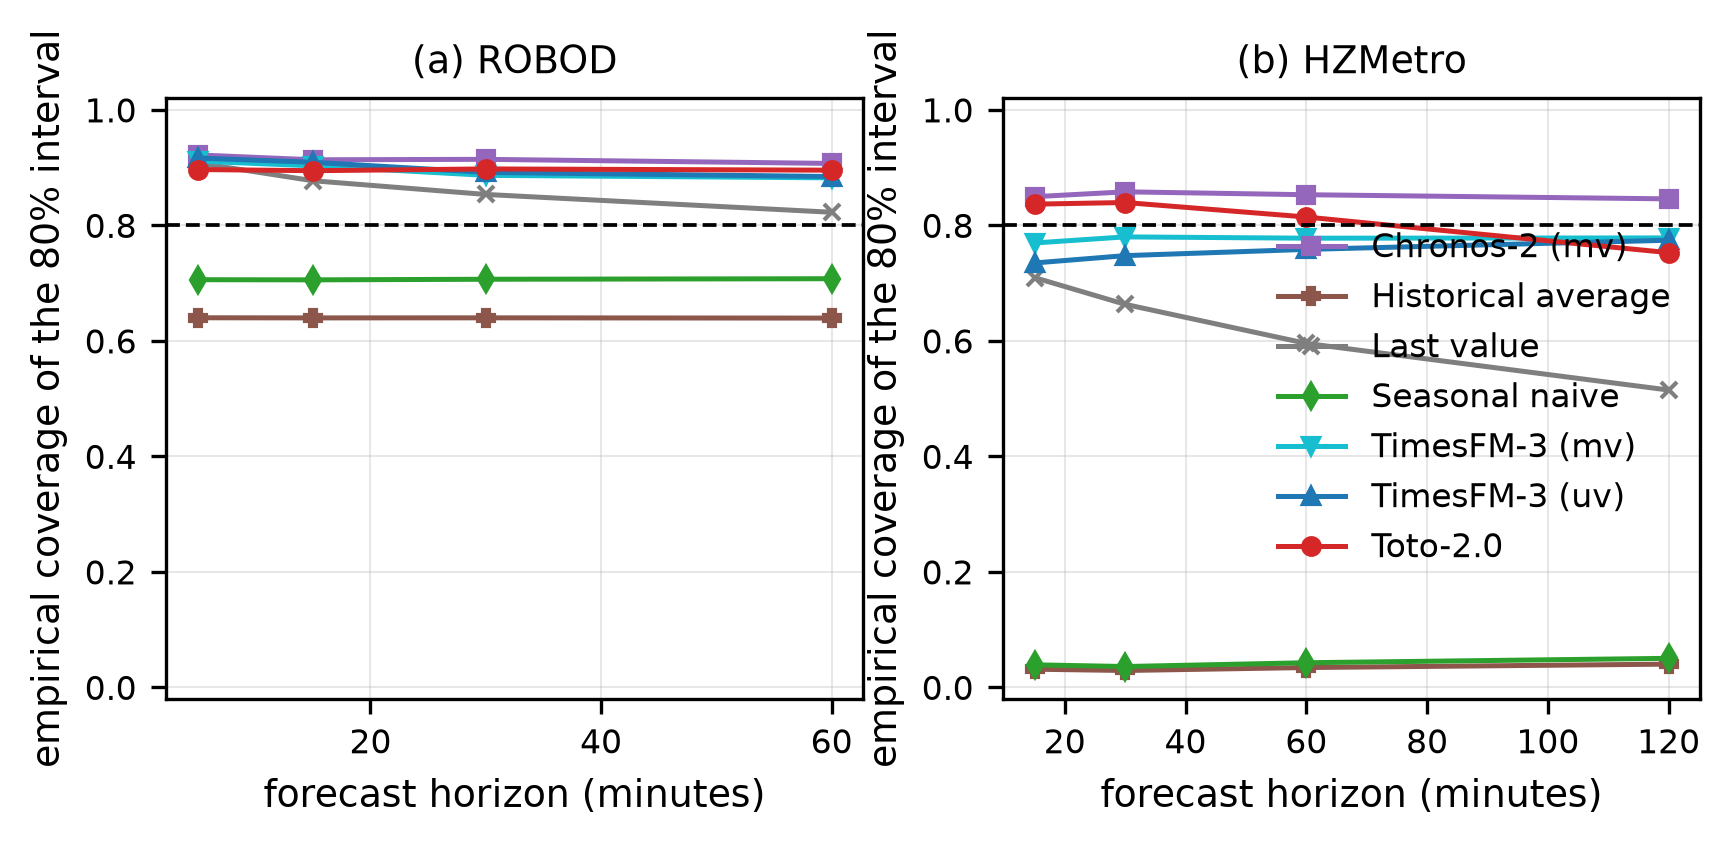 (a) ROBOD
empirical coverage of the 80% interval
1.0
0.8
0.6
0.4
0.2
0.0
20 40 60
forecast horizon (minutes)
(b) HZMetro
empirical coverage of the 80% interval
1.0
0.8
0.6
0.4
0.2
0.0
Chronos-2 (mv)
Historical average
Last value
Seasonal naive
TimesFM-3 (mv)
TimesFM-3 (uv)
Toto-2.0
20 40 60 80 100 120
forecast horizon (minutes)